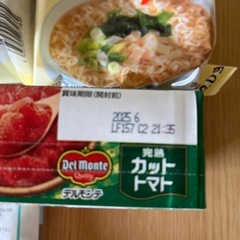 賞味期限(開封前)
2025.6
LF157 C2 21:35
Del Monte
Quality
デルモンテ
完熟
カット
トマト